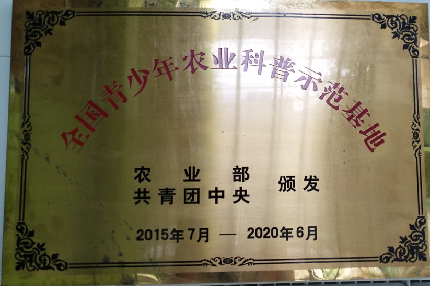 全国青少年农业科普示范基地
农业部
共青团中央 颁发
2015年7月 — 2020年6月